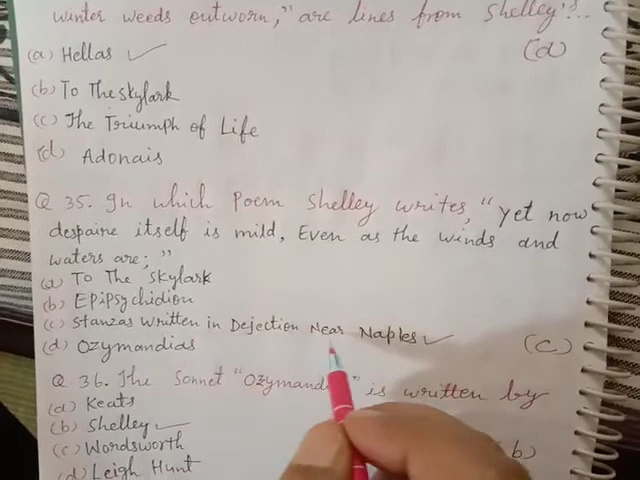 winter weeds outworn," are lines from Shelley's..
(a) Hellas ✓ (a)
(b) To The skylark
(c) The Triumph of Life
(d) Adonais
Q 35. In which Poem Shelley writes, "yet now
despaire itself is mild, Even as the winds and
waters are;"
(a) To The skylark
(b) Epipsychidion
(c) Stanzas written in Dejection Near Naples ✓ (c)
(d) Ozymandias
Q 36. The Sonnet "Ozymand " is written by
(a) Keats
(b) Shelley ✓
(c) Wordsworth b)
(d) Leigh Hunt